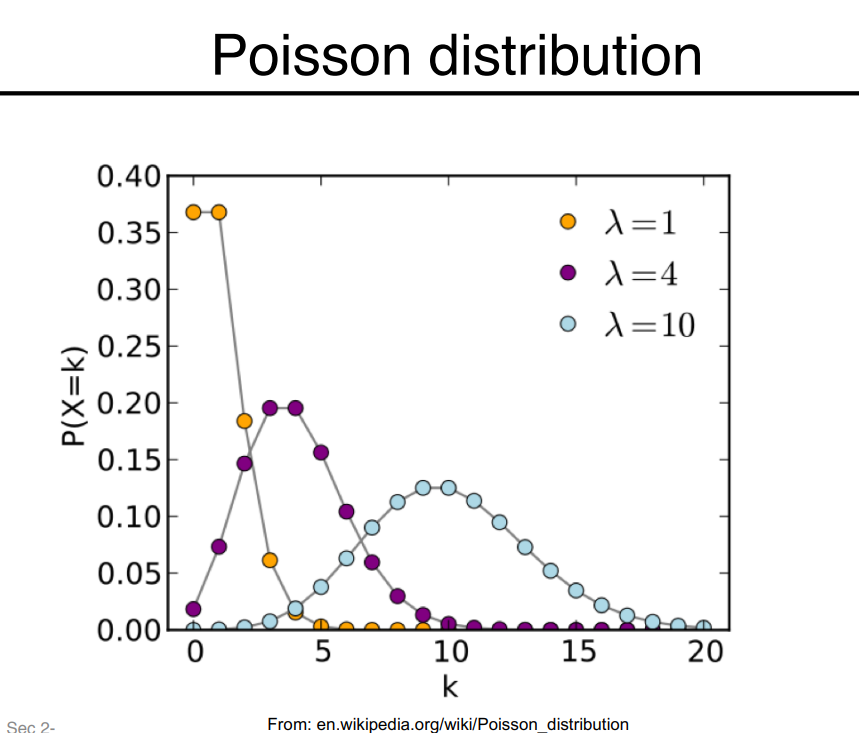 Poisson distribution
0.40
0.35
0.30
0.25
0.20
0.15
0.10
0.05
0.00
P(X=k)
λ=1
λ=4
λ=10
0 5 10 15 20
k
Sec 2-
From: en.wikipedia.org/wiki/Poisson_distribution